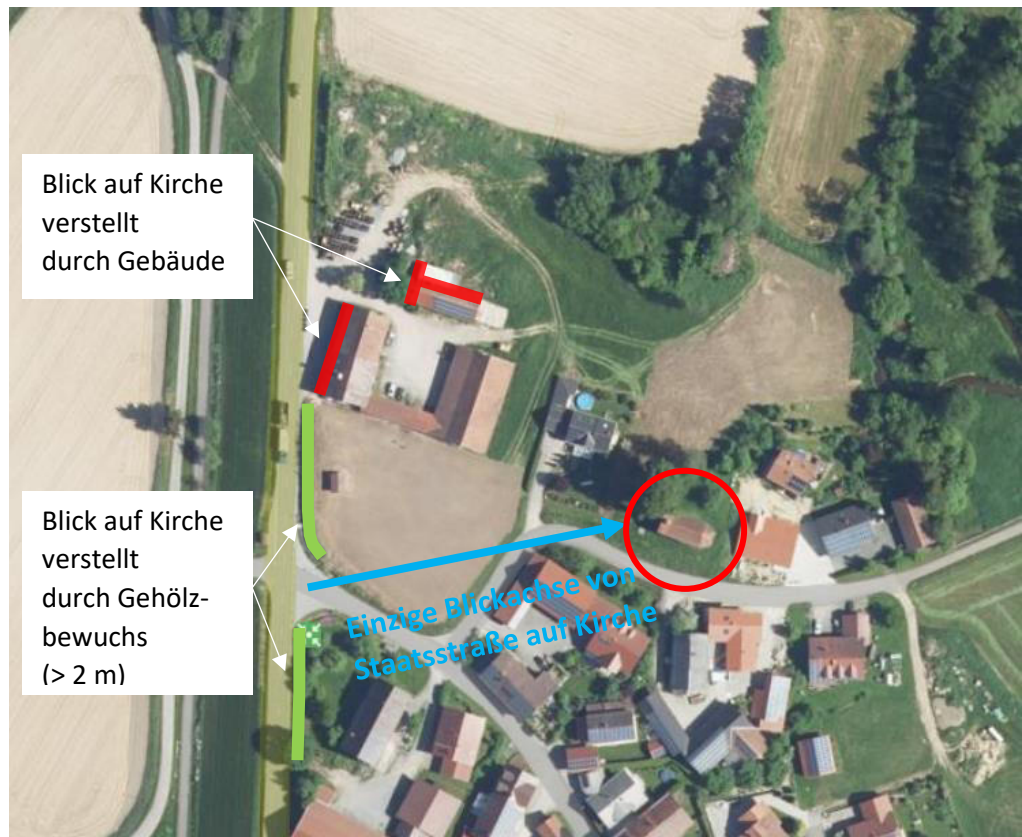 Blick auf Kirche
verstellt
durch Gebäude
Blick auf Kirche
verstellt
durch Gehölz-
bewuchs
(> 2 m)
Einzige Blickachse von
Staatsstraße auf Kirche